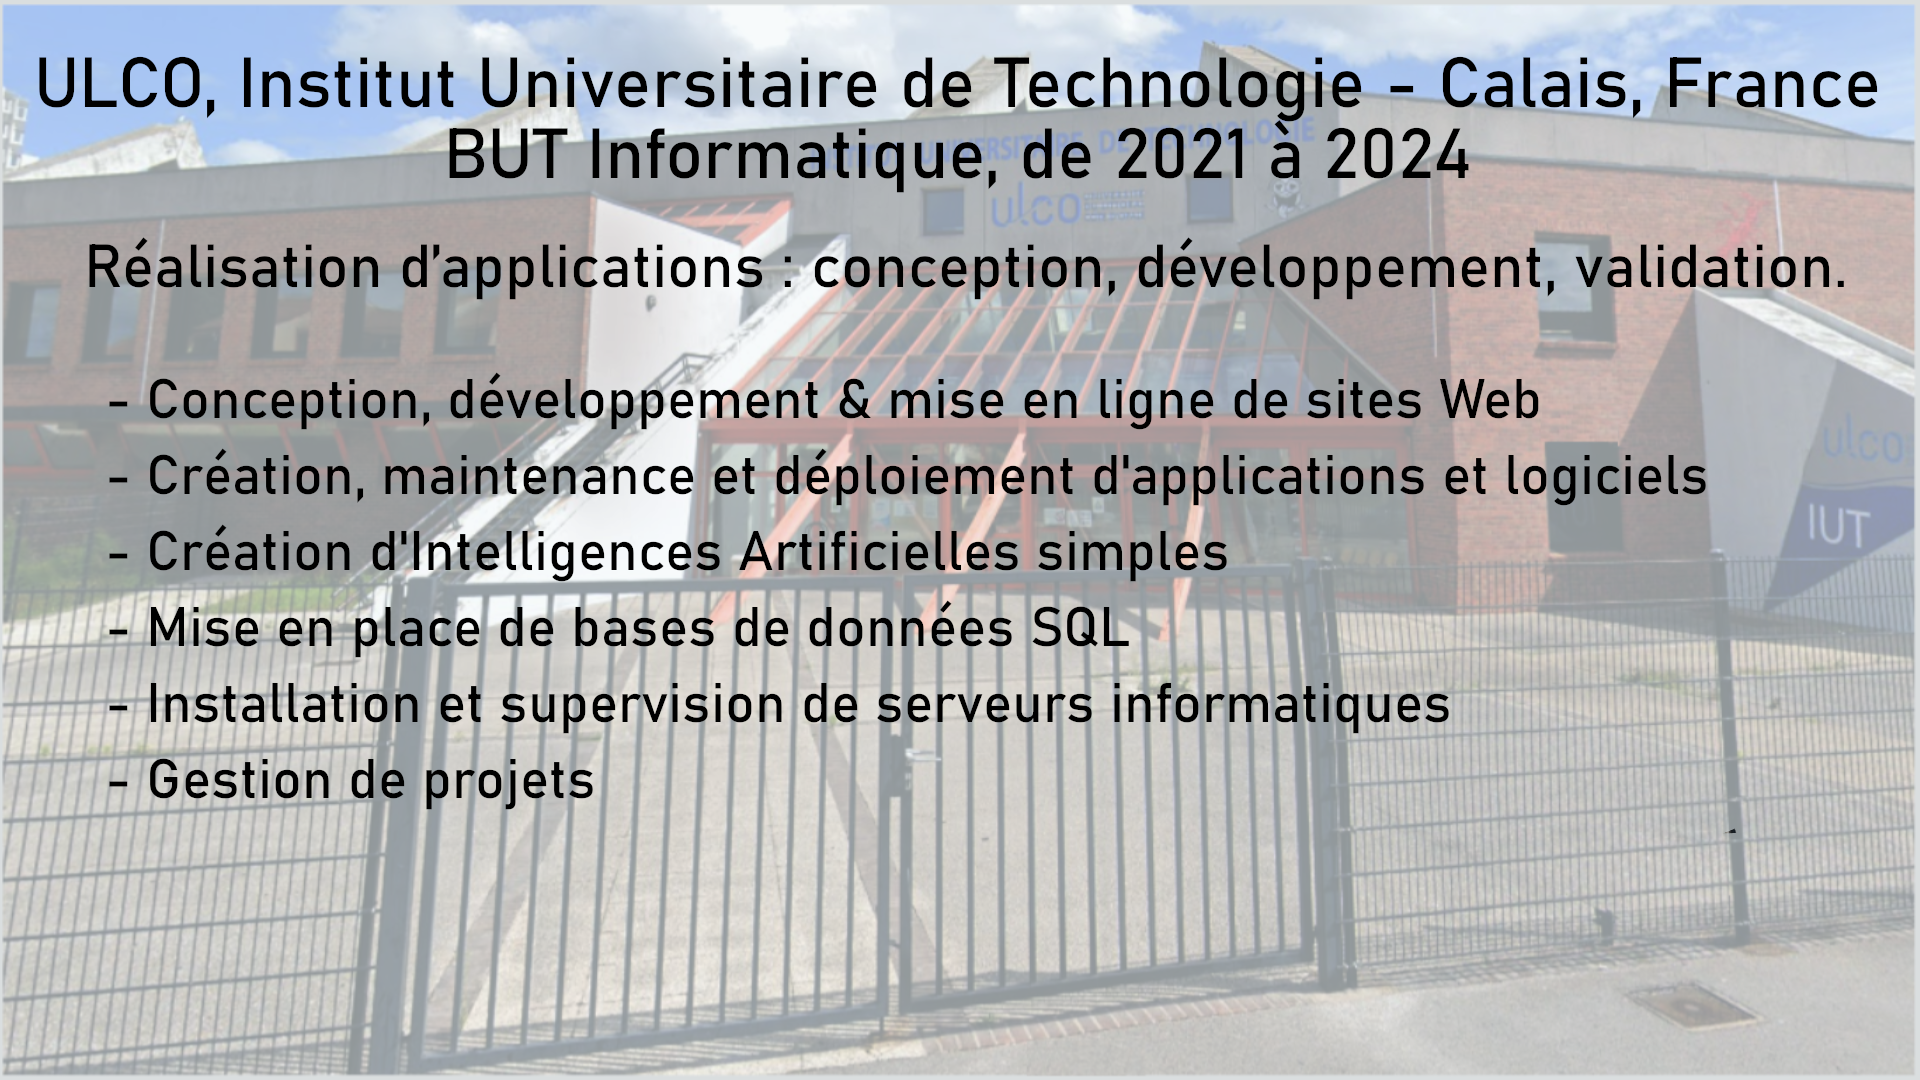 ULCO, Institut Universitaire de Technologie - Calais, France
BUT Informatique, de 2021 à 2024
ulco
Réalisation d’applications : conception, développement, validation.
- Conception, développement & mise en ligne de sites Web
- Création, maintenance et déploiement d'applications et logiciels
ulco
- Création d'Intelligences Artificielles simples
IUT
- Mise en place de bases de données SQL
- Installation et supervision de serveurs informatiques
- Gestion de projets